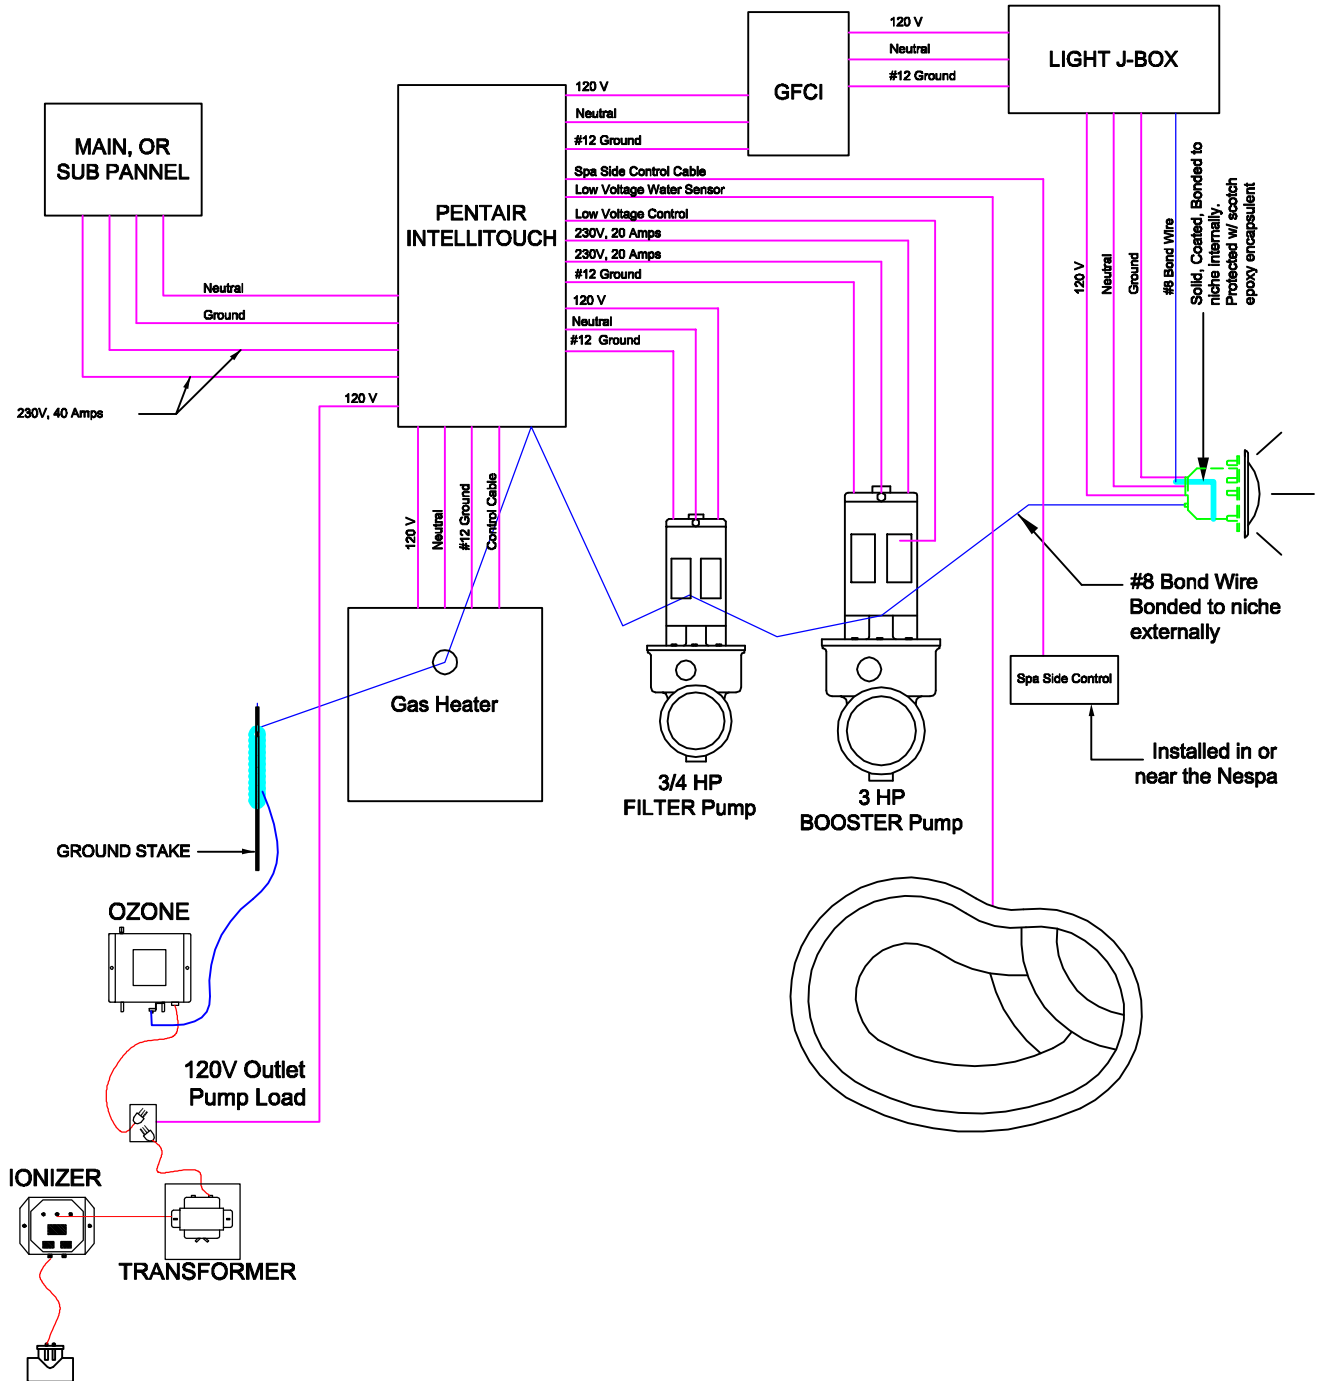 120 V
Neutral
#12 Ground
GFCI
LIGHT J-BOX
120 V
Neutral
#12 Ground
MAIN, OR
SUB PANNEL
PENTAIR
INTELLITOUCH
Spa Side Control Cable
Low Voltage Water Sensor
Low Voltage Control
230V, 20 Amps
230V, 20 Amps
#12 Ground
120 V
Neutral
#12 Ground
120 V
Neutral
Ground
#8 Bond Wire
Solid, Coated, Bonded to
niche internally.
Protected w/ scotch
epoxy encapsulent
Neutral
Ground
230V, 40 Amps
120 V
120 V
Neutral
#12 Ground
Control Cable
#8 Bond Wire
Bonded to niche
externally
Gas Heater
Spa Side Control
Installed in or
near the Nespa
3/4 HP
FILTER Pump
3 HP
BOOSTER Pump
GROUND STAKE
OZONE
120V Outlet
Pump Load
IONIZER
TRANSFORMER